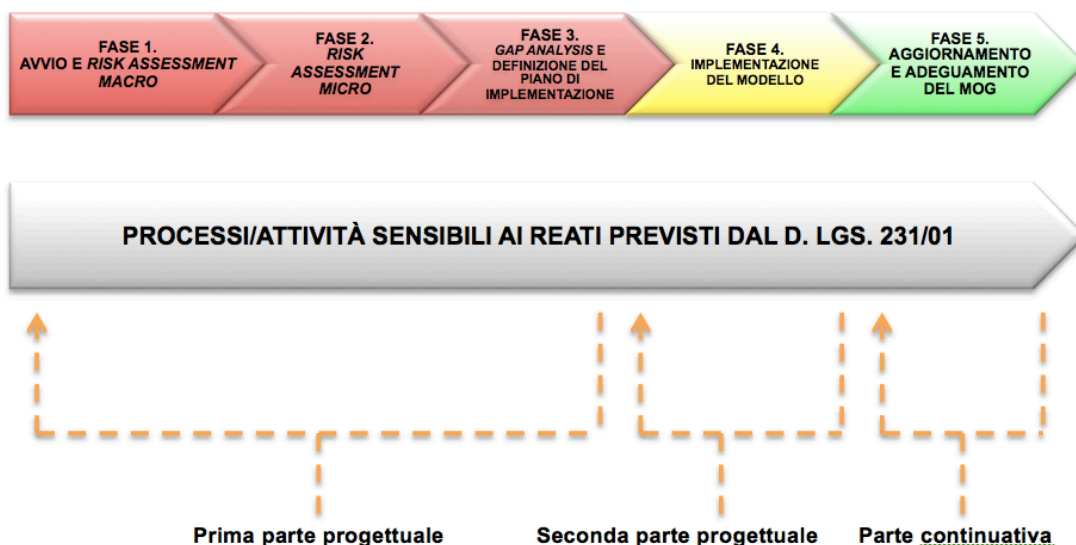 FASE 1.
AVVIO E RISK ASSESSMENT
MACRO
FASE 2.
RISK
ASSESSMENT
MICRO
FASE 3.
GAP ANALYSIS E
DEFINIZIONE DEL
PIANO DI
IMPLEMENTAZIONE
FASE 4.
IMPLEMENTAZIONE
DEL MODELLO
FASE 5.
AGGIORNAMENTO
E ADEGUAMENTO
DEL MOG
PROCESSI/ATTIVITÀ SENSIBILI AI REATI PREVISTI DAL D. LGS. 231/01
Prima parte progettuale
Seconda parte progettuale
Parte continuativa